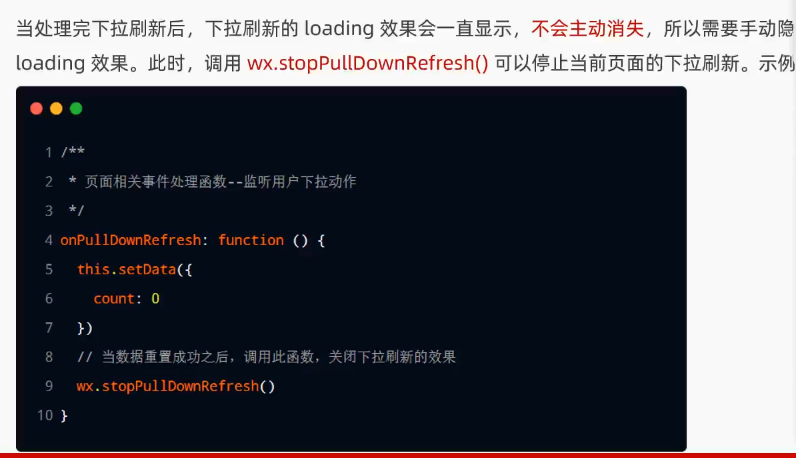 当处理完下拉刷新后，下拉刷新的 loading 效果会一直显示，不会主动消失，所以需要手动隐
loading 效果。此时，调用 wx.stopPullDownRefresh() 可以停止当前页面的下拉刷新。示例
1 /**
2  * 页面相关事件处理函数--监听用户下拉动作
3  */
4 onPullDownRefresh: function () {
5   this.setData({
6     count: 0
7   })
8   // 当数据重置成功之后，调用此函数，关闭下拉刷新的效果
9   wx.stopPullDownRefresh()
10 }